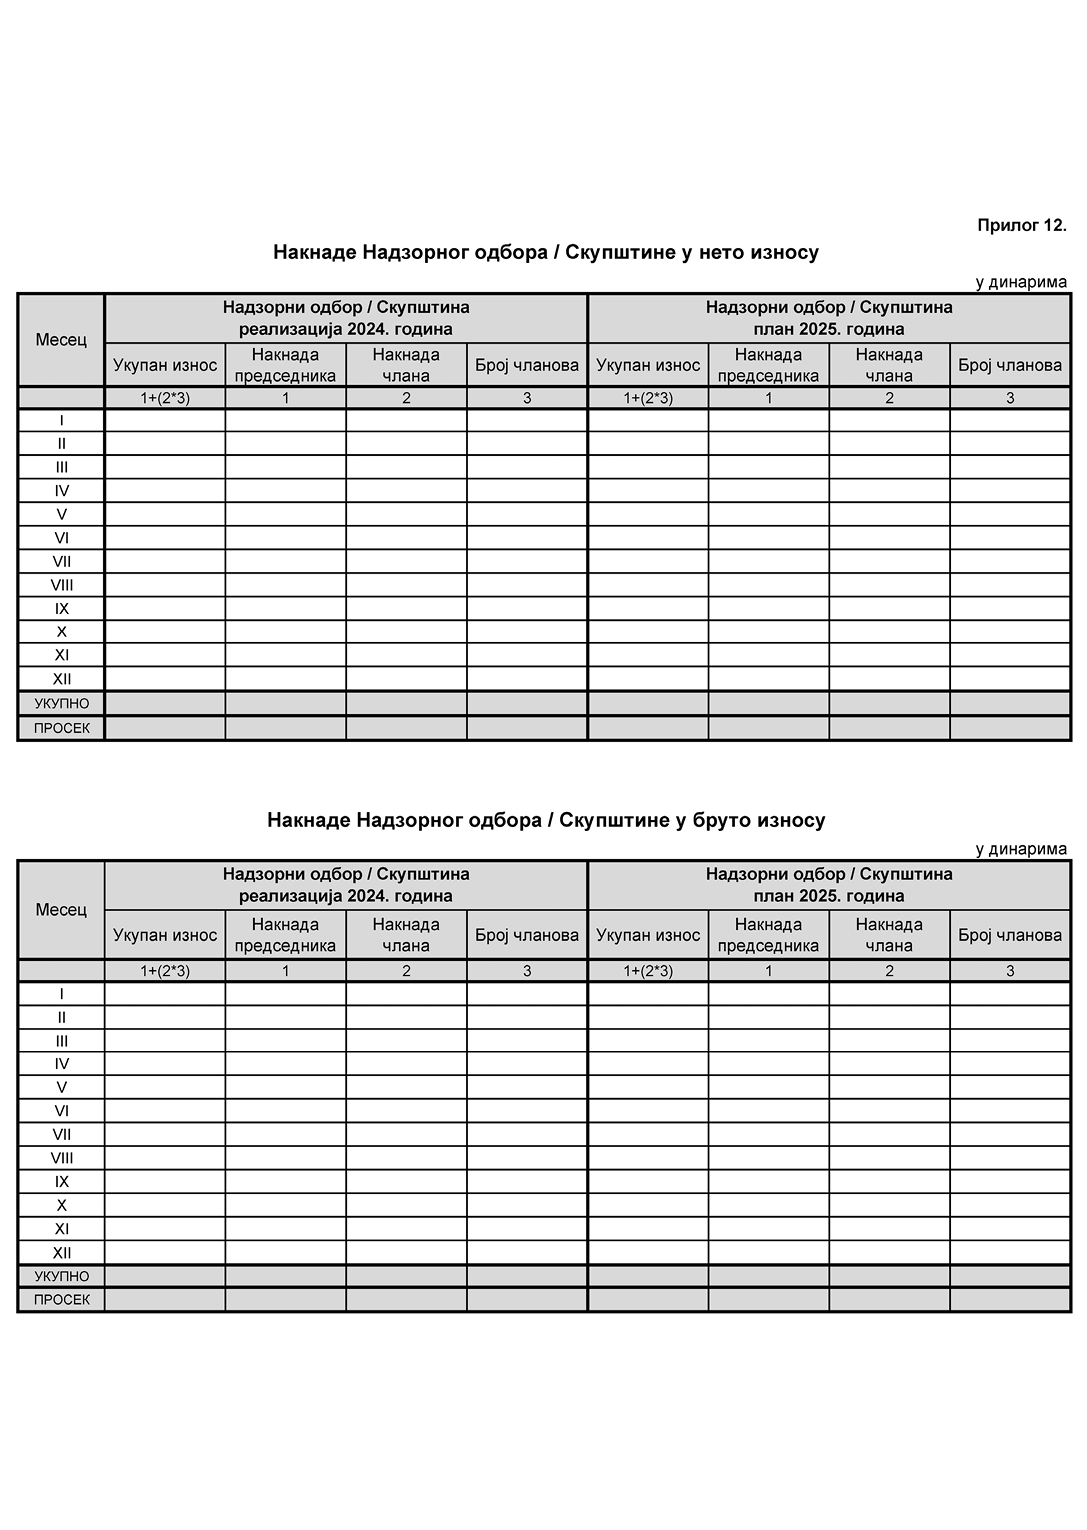 Прилог 12.
Накнаде Надзорног одбора / Скупштине у нето износу
у динарима
Месец
Надзорни одбор / Скупштина
реализација 2024. година
Надзорни одбор / Скупштина
план 2025. година
Укупан износ
Накнада
председника
Накнада
члана
Број чланова
Укупан износ
Накнада
председника
Накнада
члана
Број чланова
1+(2*3) 1 2 3 1+(2*3) 1 2 3
I
II
III
IV
V
VI
VII
VIII
IX
X
XI
XII
УКУПНО
ПРОСЕК
Накнаде Надзорног одбора / Скупштине у бруто износу
у динарима
Месец
Надзорни одбор / Скупштина
реализација 2024. година
Надзорни одбор / Скупштина
план 2025. година
Укупан износ
Накнада
председника
Накнада
члана
Број чланова
Укупан износ
Накнада
председника
Накнада
члана
Број чланова
1+(2*3) 1 2 3 1+(2*3) 1 2 3
I
II
III
IV
V
VI
VII
VIII
IX
X
XI
XII
УКУПНО
ПРОСЕК